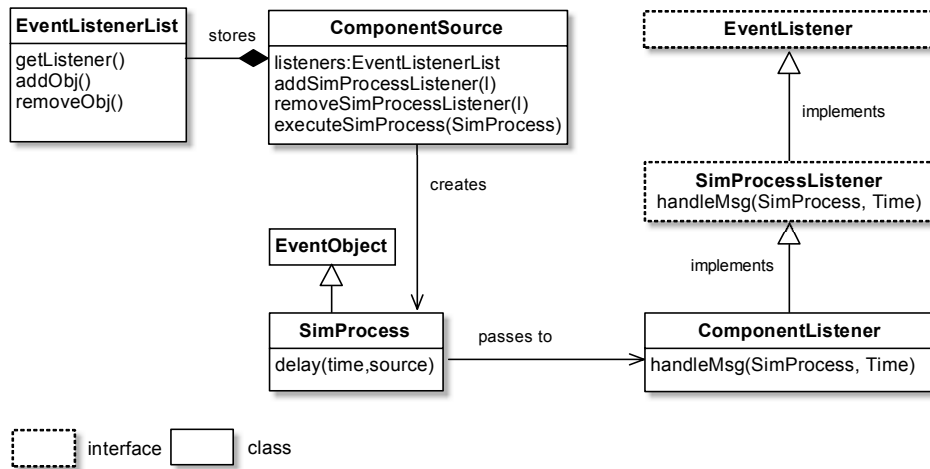 EventListenerList
getListener()
addObj()
removeObj()
stores
ComponentSource
listeners:EventListenerList
addSimProcessListener(l)
removeSimProcessListener(l)
executeSimProcess(SimProcess)
EventListener
implements
SimProcessListener
handleMsg(SimProcess, Time)
implements
creates
EventObject
SimProcess
delay(time,source)
passes to
ComponentListener
handleMsg(SimProcess, Time)
interface
class